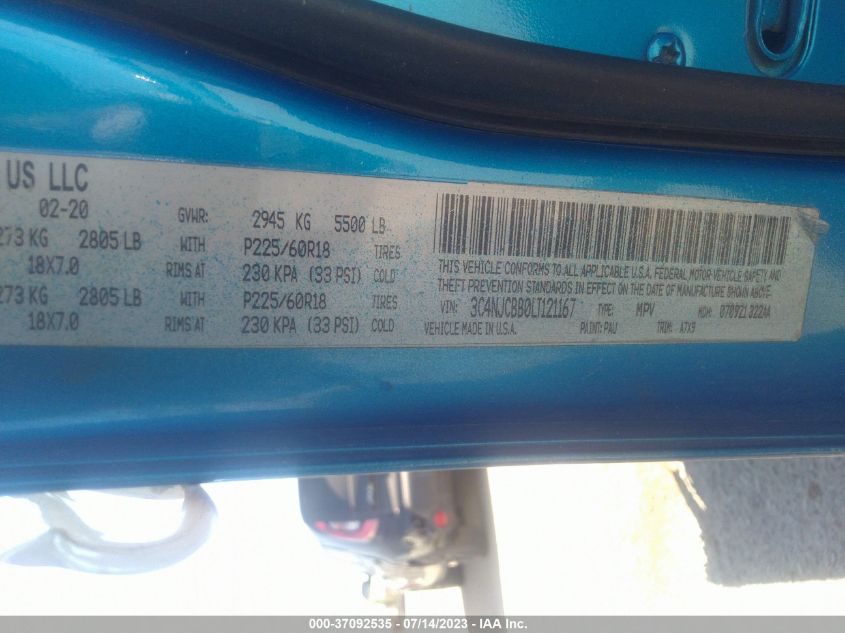 US LLC
02-20 GVWR: 2945 KG 5500 LB
273 KG 2805 LB WITH P225/60R18 TIRES
18X7.0 RIMS AT 230 KPA (33 PSI) COLD
273 KG 2805 LB WITH P225/60R18 TIRES
18X7.0 RIMS AT 230 KPA (33 PSI) COLD
THIS VEHICLE CONFORMS TO ALL APPLICABLE U.S.A. FEDERAL MOTOR VEHICLE SAFETY AND
THEFT PREVENTION STANDARDS IN EFFECT ON THE DATE OF MANUFACTURE SHOWN ABOVE.
VIN: 3C4NJCBB0LT121167 TYPE: MPV MDH: 070921 022AA
VEHICLE MADE IN U.S.A. PAINT: PAU TRIM: A7X9
000-37092535 - 07/14/2023 - IAA Inc.